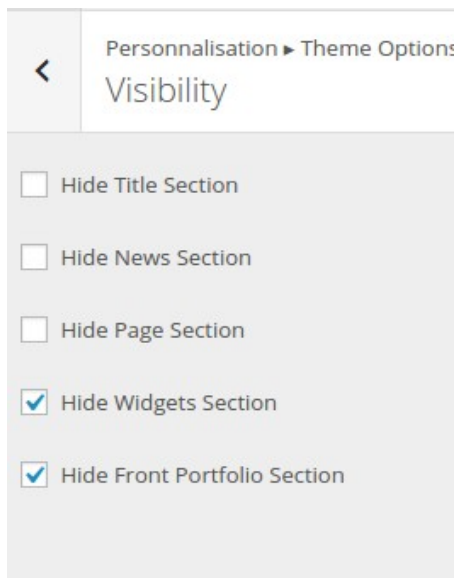 Personnalisation ▸ Theme Options
Visibility
Hide Title Section
Hide News Section
Hide Page Section
Hide Widgets Section
Hide Front Portfolio Section